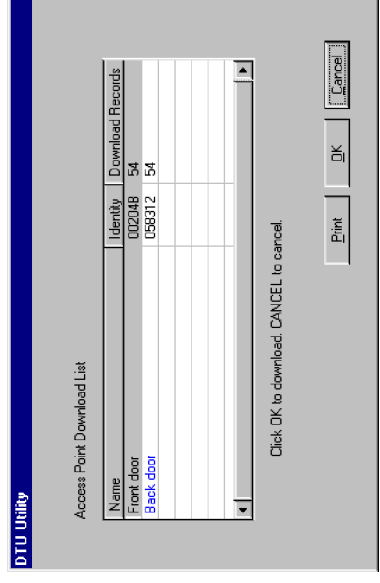 DTU Utility
Access Point Download List
Name Identity Download Records
Front door 00204B 54
Back door 058312 54
Click OK to download. CANCEL to cancel.
Print OK Cancel